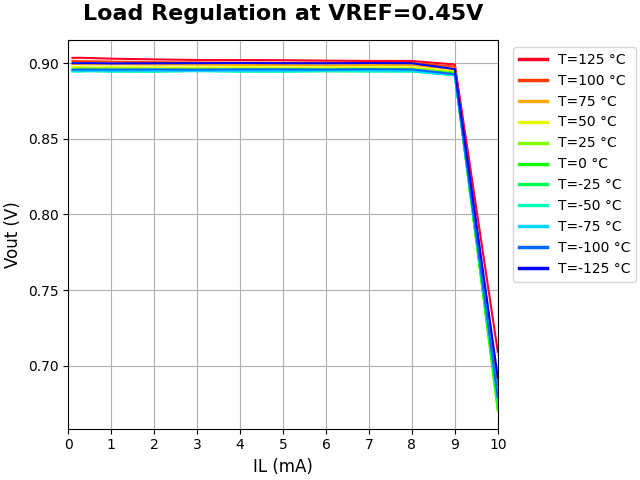 Load Regulation at VREF=0.45V
Vout (V)
0.90
0.85
0.80
0.75
0.70
0 1 2 3 4 5 6 7 8 9 10
IL (mA)
T=125 °C
T=100 °C
T=75 °C
T=50 °C
T=25 °C
T=0 °C
T=-25 °C
T=-50 °C
T=-75 °C
T=-100 °C
T=-125 °C